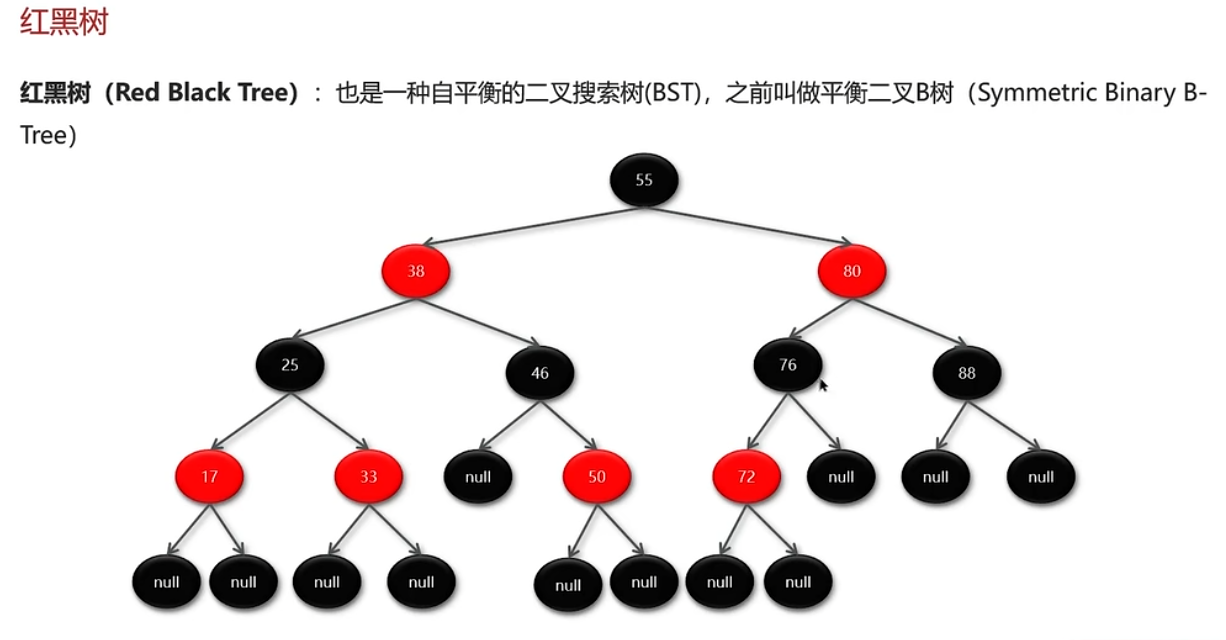 红黑树
红黑树（Red Black Tree）：也是一种自平衡的二叉搜索树(BST)，之前叫做平衡二叉B树（Symmetric Binary B-
Tree）
55
38 80
25 46 76 88
17 33 null 50 72 null null null
null null null null null null null null